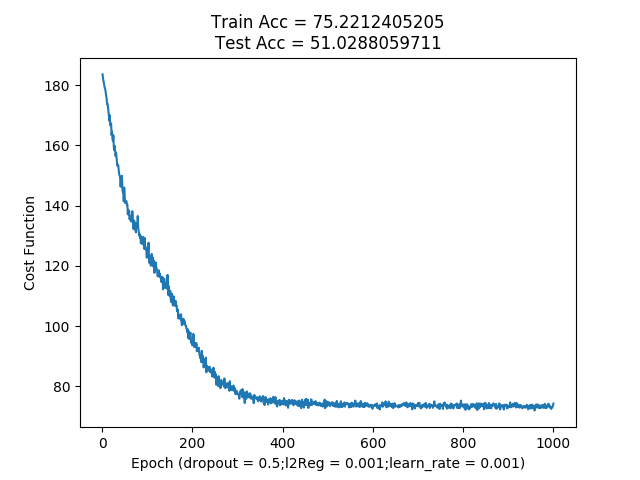 Train Acc = 75.2212405205
Test Acc = 51.0288059711
180
160
140
120
100
80
Cost Function
0 200 400 600 800 1000
Epoch (dropout = 0.5;l2Reg = 0.001;learn_rate = 0.001)